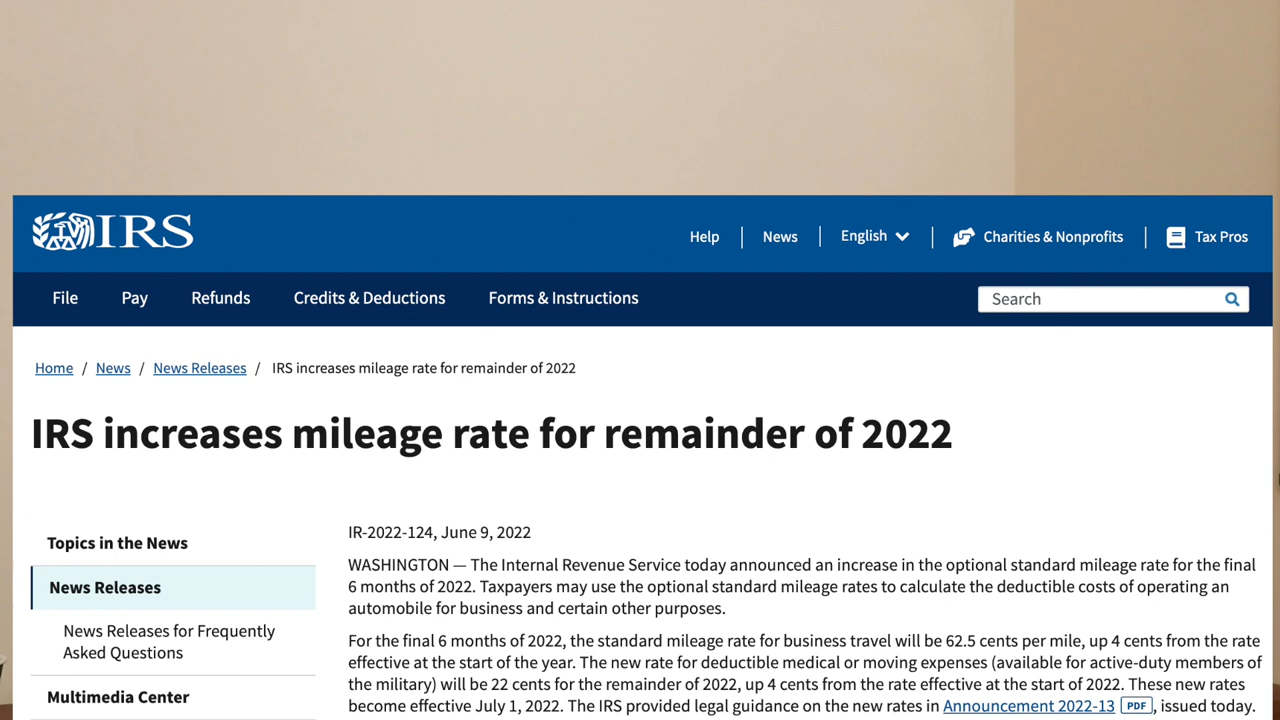 IRS
Help
News
English
Charities & Nonprofits
Tax Pros
File
Pay
Refunds
Credits & Deductions
Forms & Instructions
Search
Home / News / News Releases / IRS increases mileage rate for remainder of 2022
IRS increases mileage rate for remainder of 2022
Topics in the News
News Releases
News Releases for Frequently
Asked Questions
Multimedia Center
IR-2022-124, June 9, 2022
WASHINGTON — The Internal Revenue Service today announced an increase in the optional standard mileage rate for the final
6 months of 2022. Taxpayers may use the optional standard mileage rates to calculate the deductible costs of operating an
automobile for business and certain other purposes.
For the final 6 months of 2022, the standard mileage rate for business travel will be 62.5 cents per mile, up 4 cents from the rate
effective at the start of the year. The new rate for deductible medical or moving expenses (available for active-duty members of
the military) will be 22 cents for the remainder of 2022, up 4 cents from the rate effective at the start of 2022. These new rates
become effective July 1, 2022. The IRS provided legal guidance on the new rates in Announcement 2022-13 PDF, issued today.